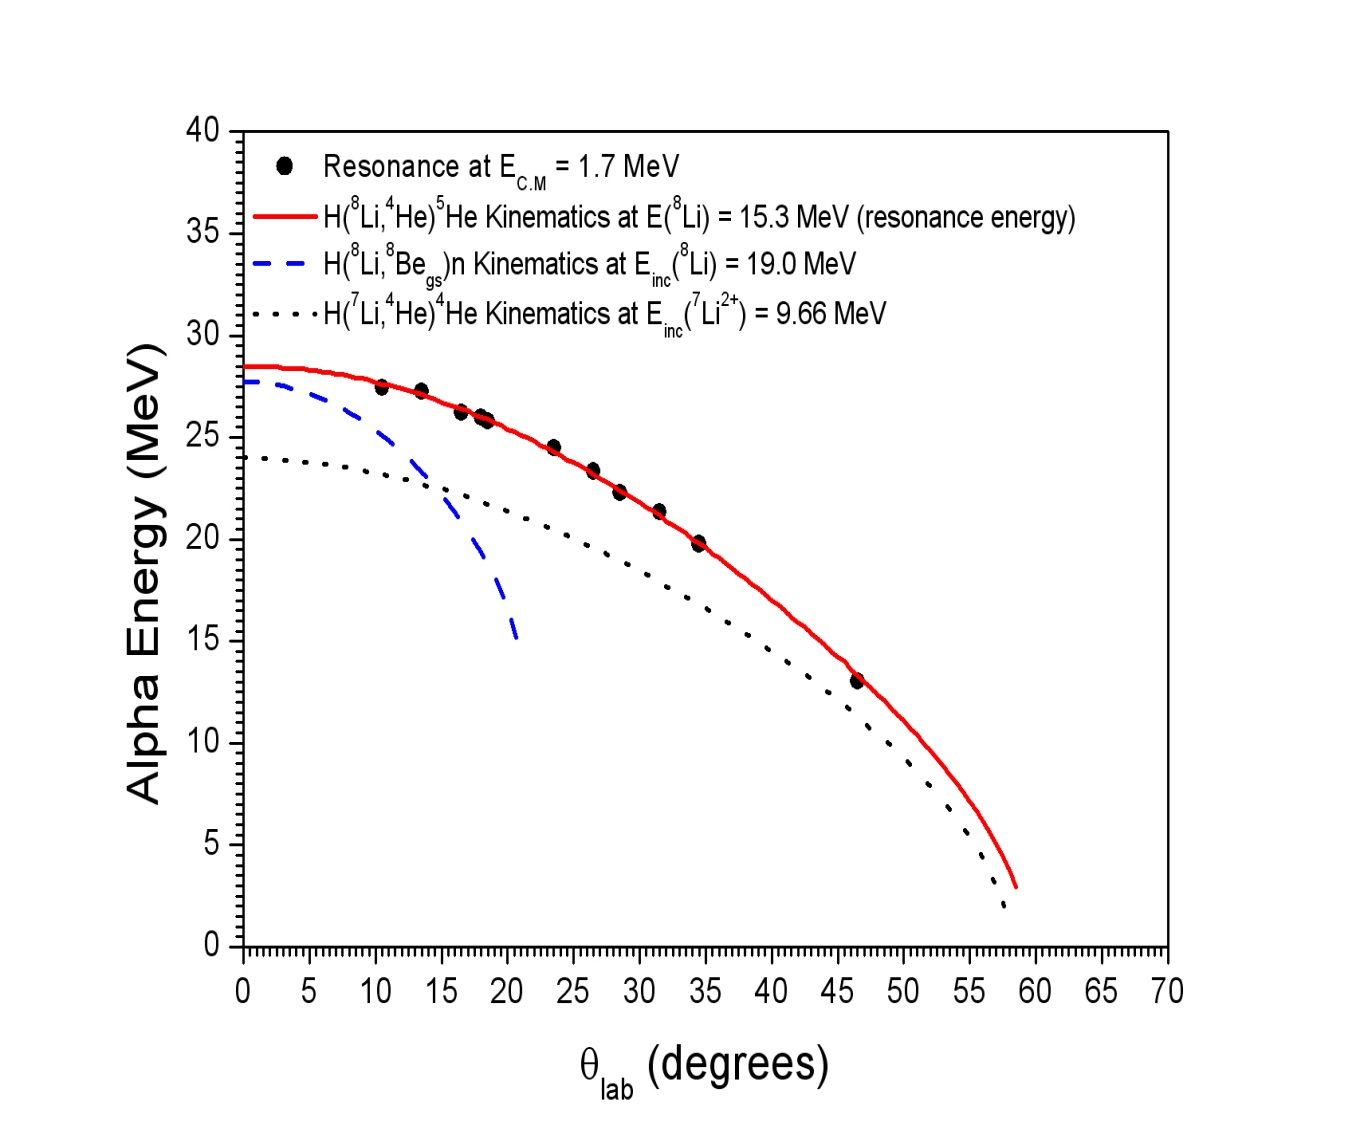 40
35
30
25
20
15
10
5
0
Alpha Energy (MeV)
Resonance at E_C.M = 1.7 MeV
H(⁸Li,⁴He)⁵He Kinematics at E(⁸Li) = 15.3 MeV (resonance energy)
H(⁸Li,⁸Be_gs)n Kinematics at E_inc(⁸Li) = 19.0 MeV
H(⁷Li,⁴He)⁴He Kinematics at E_inc(⁷Li²⁺) = 9.66 MeV
0 5 10 15 20 25 30 35 40 45 50 55 60 65 70
θ_lab (degrees)